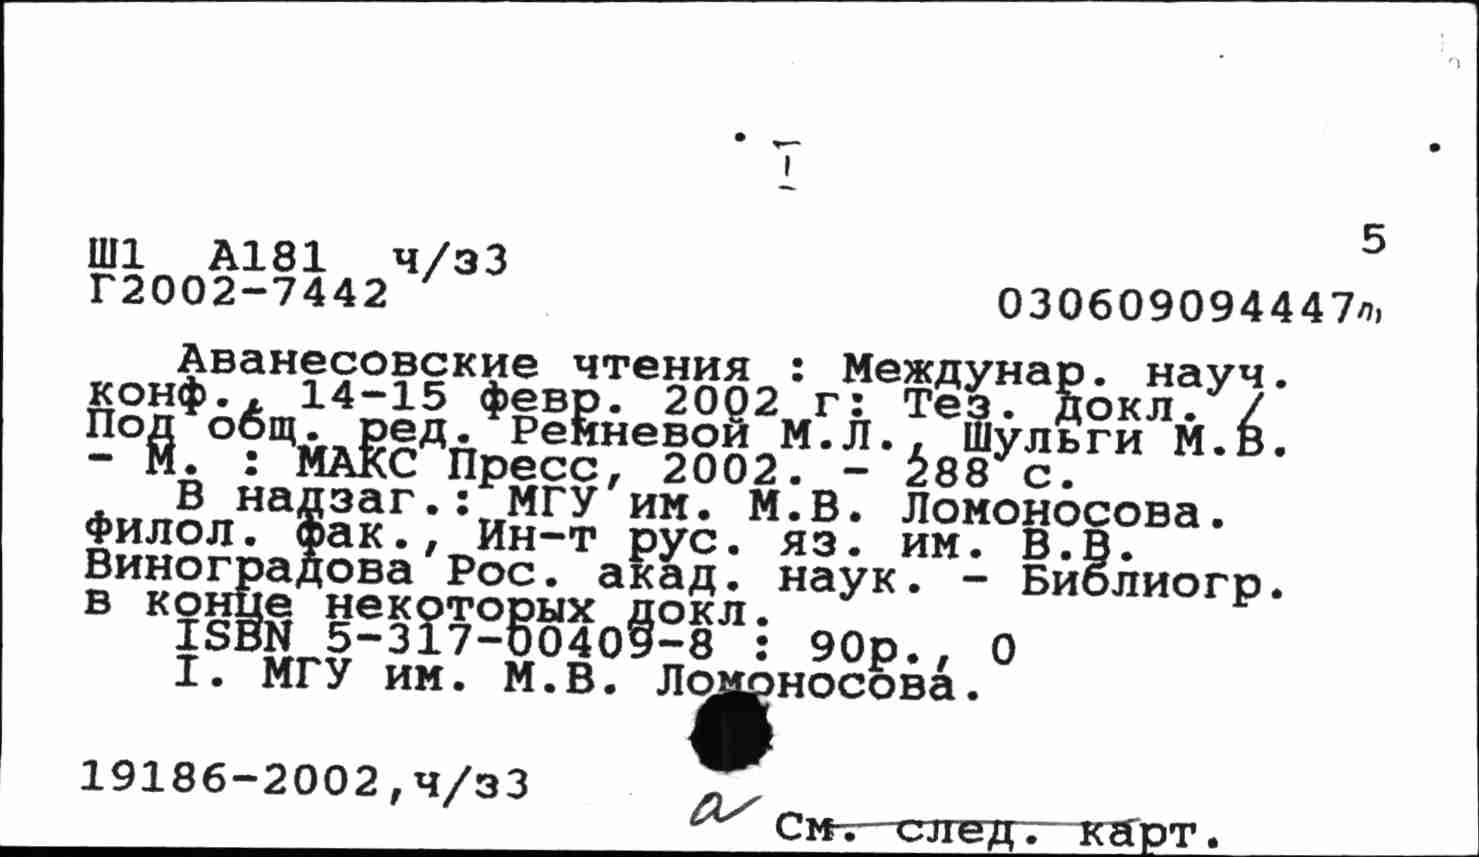 5
Ш1 А181 ч/з3
Г2002-7442
030609094447
Аванесовские чтения : Междунар. науч.
конф., 14-15 февр. 2002 г: Тез. докл. /
Под общ. ред. Ремневой М.Л., Шульги М.В.
- М. : МАКС Пресс, 2002. - 288 с.
В надзаг.: МГУ им. М.В. Ломоносова.
Филол. фак., Ин-т рус. яз. им. В.В.
Виноградова Рос. акад. наук. - Библиогр.
в конце некоторых докл.
ISBN 5-317-00409-8 : 90р., 0
I. МГУ им. М.В. Ломоносова.
19186-2002,ч/з3
а
См. след. карт.